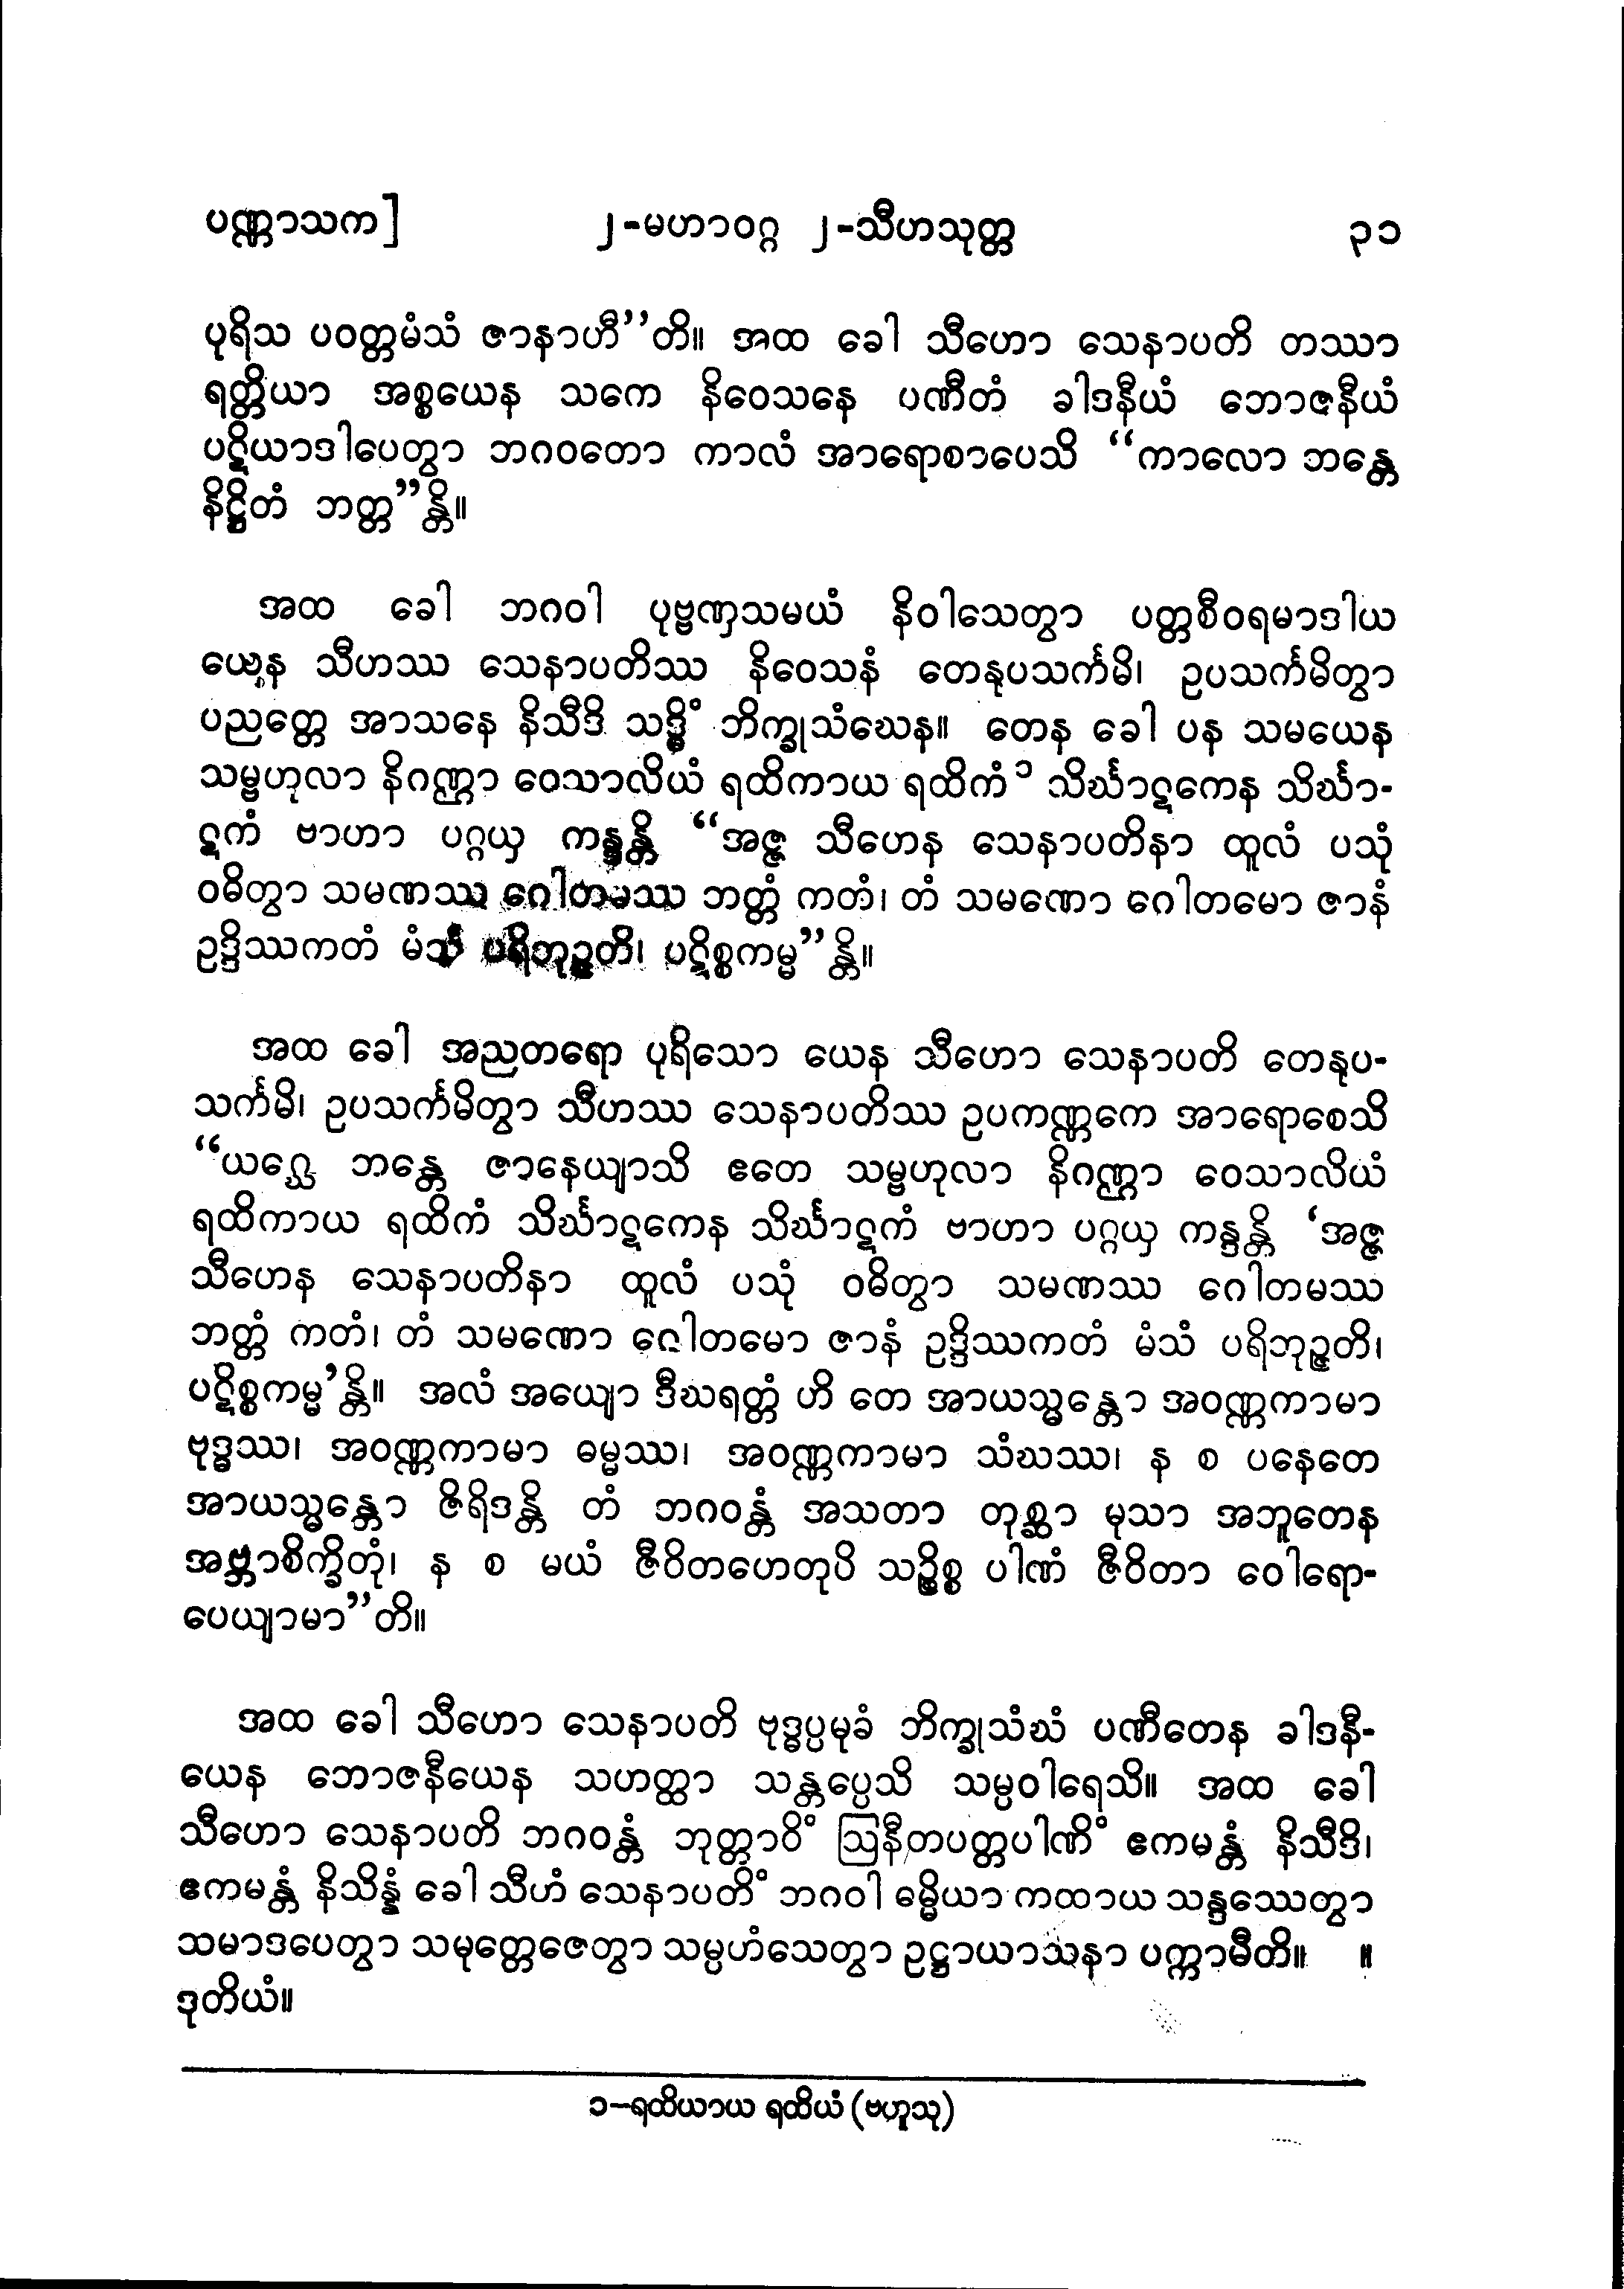 ပဏ္ဏာသက]	၂-မဟာဝဂ္ဂ ၂-သီဟသုတ္တ	၃၁
ပုရိသ ပဝတ္တမံသံ ဇာနာဟီ’’တိ။ အထ ခေါ သီဟော သေနာပတိ တဿာ
ရတ္တိယာ အစ္စယေန သကေ နိဝေသနေ ပဏီတံ ခါဒနီယံ ဘောဇနီယံ
ပဋိယာဒါပေတွာ ဘဂဝတော ကာလံ အာရောစာပေသိ “ကာလော ဘန္တေ
နိဋ္ဌိတံ ဘတ္တ”န္တိ။
အထ ခေါ ဘဂဝါ ပုဗ္ဗဏှသမယံ နိဝါသေတွာ ပတ္တစီဝရမာဒါယ
ယေန သီဟဿ သေနာပတိဿ နိဝေသနံ တေနုပသင်္ကမိ၊ ဥပသင်္ကမိတွာ
ပညတ္တေ အာသနေ နိသီဒိ သဒ္ဓိံ ဘိက္ခုသံဃေန။ တေန ခေါ ပန သမယေန
သမ္ဗဟုလာ နိဂဏ္ဌာ ဝေသာလိယံ ရထိကာယ ရထိကံ ၁ သိင်္ဃာဋကေန သိင်္ဃာ-
ဋကံ ဗာဟာ ပဂ္ဂယှ ကန္ဒန္တိ “အဇ္ဇ သီဟေန သေနာပတိနာ ထူလံ ပသုံ
ဝဓိတွာ သမဏဿ ဂေါတမဿ ဘတ္တံ ကတံ၊ တံ သမဏော ဂေါတမော ဇာနံ
ဥဒ္ဒိဿကတံ မံသံ ပရိဘုဉ္ဇတိ၊ ပဋိစ္စကမ္မ”န္တိ။
အထ ခေါ အညတရော ပုရိသော ယေန သီဟော သေနာပတိ တေနုပ-
သင်္ကမိ၊ ဥပသင်္ကမိတွာ သီဟဿ သေနာပတိဿ ဥပကဏ္ဏကေ အာရောစေသိ
“ယဂ္ဃေ ဘန္တေ ဇာနေယျာသိ ဧတေ သမ္ဗဟုလာ နိဂဏ္ဌာ ဝေသာလိယံ
ရထိကာယ ရထိကံ သိင်္ဃာဋကေန သိင်္ဃာဋကံ ဗာဟာ ပဂ္ဂယှ ကန္ဒန္တိ ‘အဇ္ဇ
သီဟေန သေနာပတိနာ ထူလံ ပသုံ ဝဓိတွာ သမဏဿ ဂေါတမဿ
ဘတ္တံ ကတံ၊ တံ သမဏော ဂေါတမော ဇာနံ ဥဒ္ဒိဿကတံ မံသံ ပရိဘုဉ္ဇတိ၊
ပဋိစ္စကမ္မ’န္တိ။ အလံ အယျော ဒီဃရတ္တံ ဟိ တေ အာယသ္မန္တော အဝဏ္ဏကာမာ
ဗုဒ္ဓဿ၊ အဝဏ္ဏကာမာ ဓမ္မဿ၊ အဝဏ္ဏကာမာ သံဃဿ၊ န စ ပနေတေ
အာယသ္မန္တော ဇိရိဒန္တိ တံ ဘဂဝန္တံ အသတာ တုစ္ဆာ မုသာ အဘူတေန
အဗ္ဘာစိက္ခိတုံ၊ န စ မယံ ဇီဝိတဟေတုပိ သဉ္စိစ္စ ပါဏံ ဇီဝိတာ ဝေါရော-
ပေယျာမာ”တိ။
အထ ခေါ သီဟော သေနာပတိ ဗုဒ္ဓပ္ပမုခံ ဘိက္ခုသံဃံ ပဏီတေန ခါဒနီ-
ယေန ဘောဇနီယေန သဟတ္ထာ သန္တပ္ပေသိ သမ္ပဝါရေသိ။ အထ ခေါ
သီဟော သေနာပတိ ဘဂဝန္တံ ဘုတ္တာဝိံ ဩနီတပတ္တပါဏိံ ဧကမန္တံ နိသီဒိ၊
ဧကမန္တံ နိသိန္နံ ခေါ သီဟံ သေနာပတိံ ဘဂဝါ ဓမ္မိယာ ကထာယ သန္ဒဿေတွာ
သမာဒပေတွာ သမုတ္တေဇေတွာ သမ္ပဟံသေတွာ ဥဋ္ဌာယာသနာ ပက္ကာမီတိ။ ။
ဒုတိယံ။
၁-ရထိယာယ ရထိယံ (ဗဟူသု)